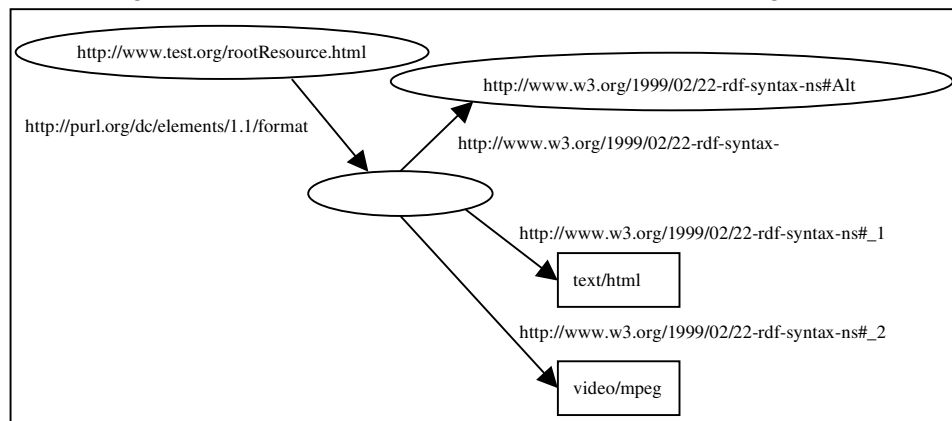 http://www.test.org/rootResource.html
http://www.w3.org/1999/02/22-rdf-syntax-ns#Alt
http://purl.org/dc/elements/1.1/format
http://www.w3.org/1999/02/22-rdf-syntax-
http://www.w3.org/1999/02/22-rdf-syntax-ns#_1
text/html
http://www.w3.org/1999/02/22-rdf-syntax-ns#_2
video/mpeg